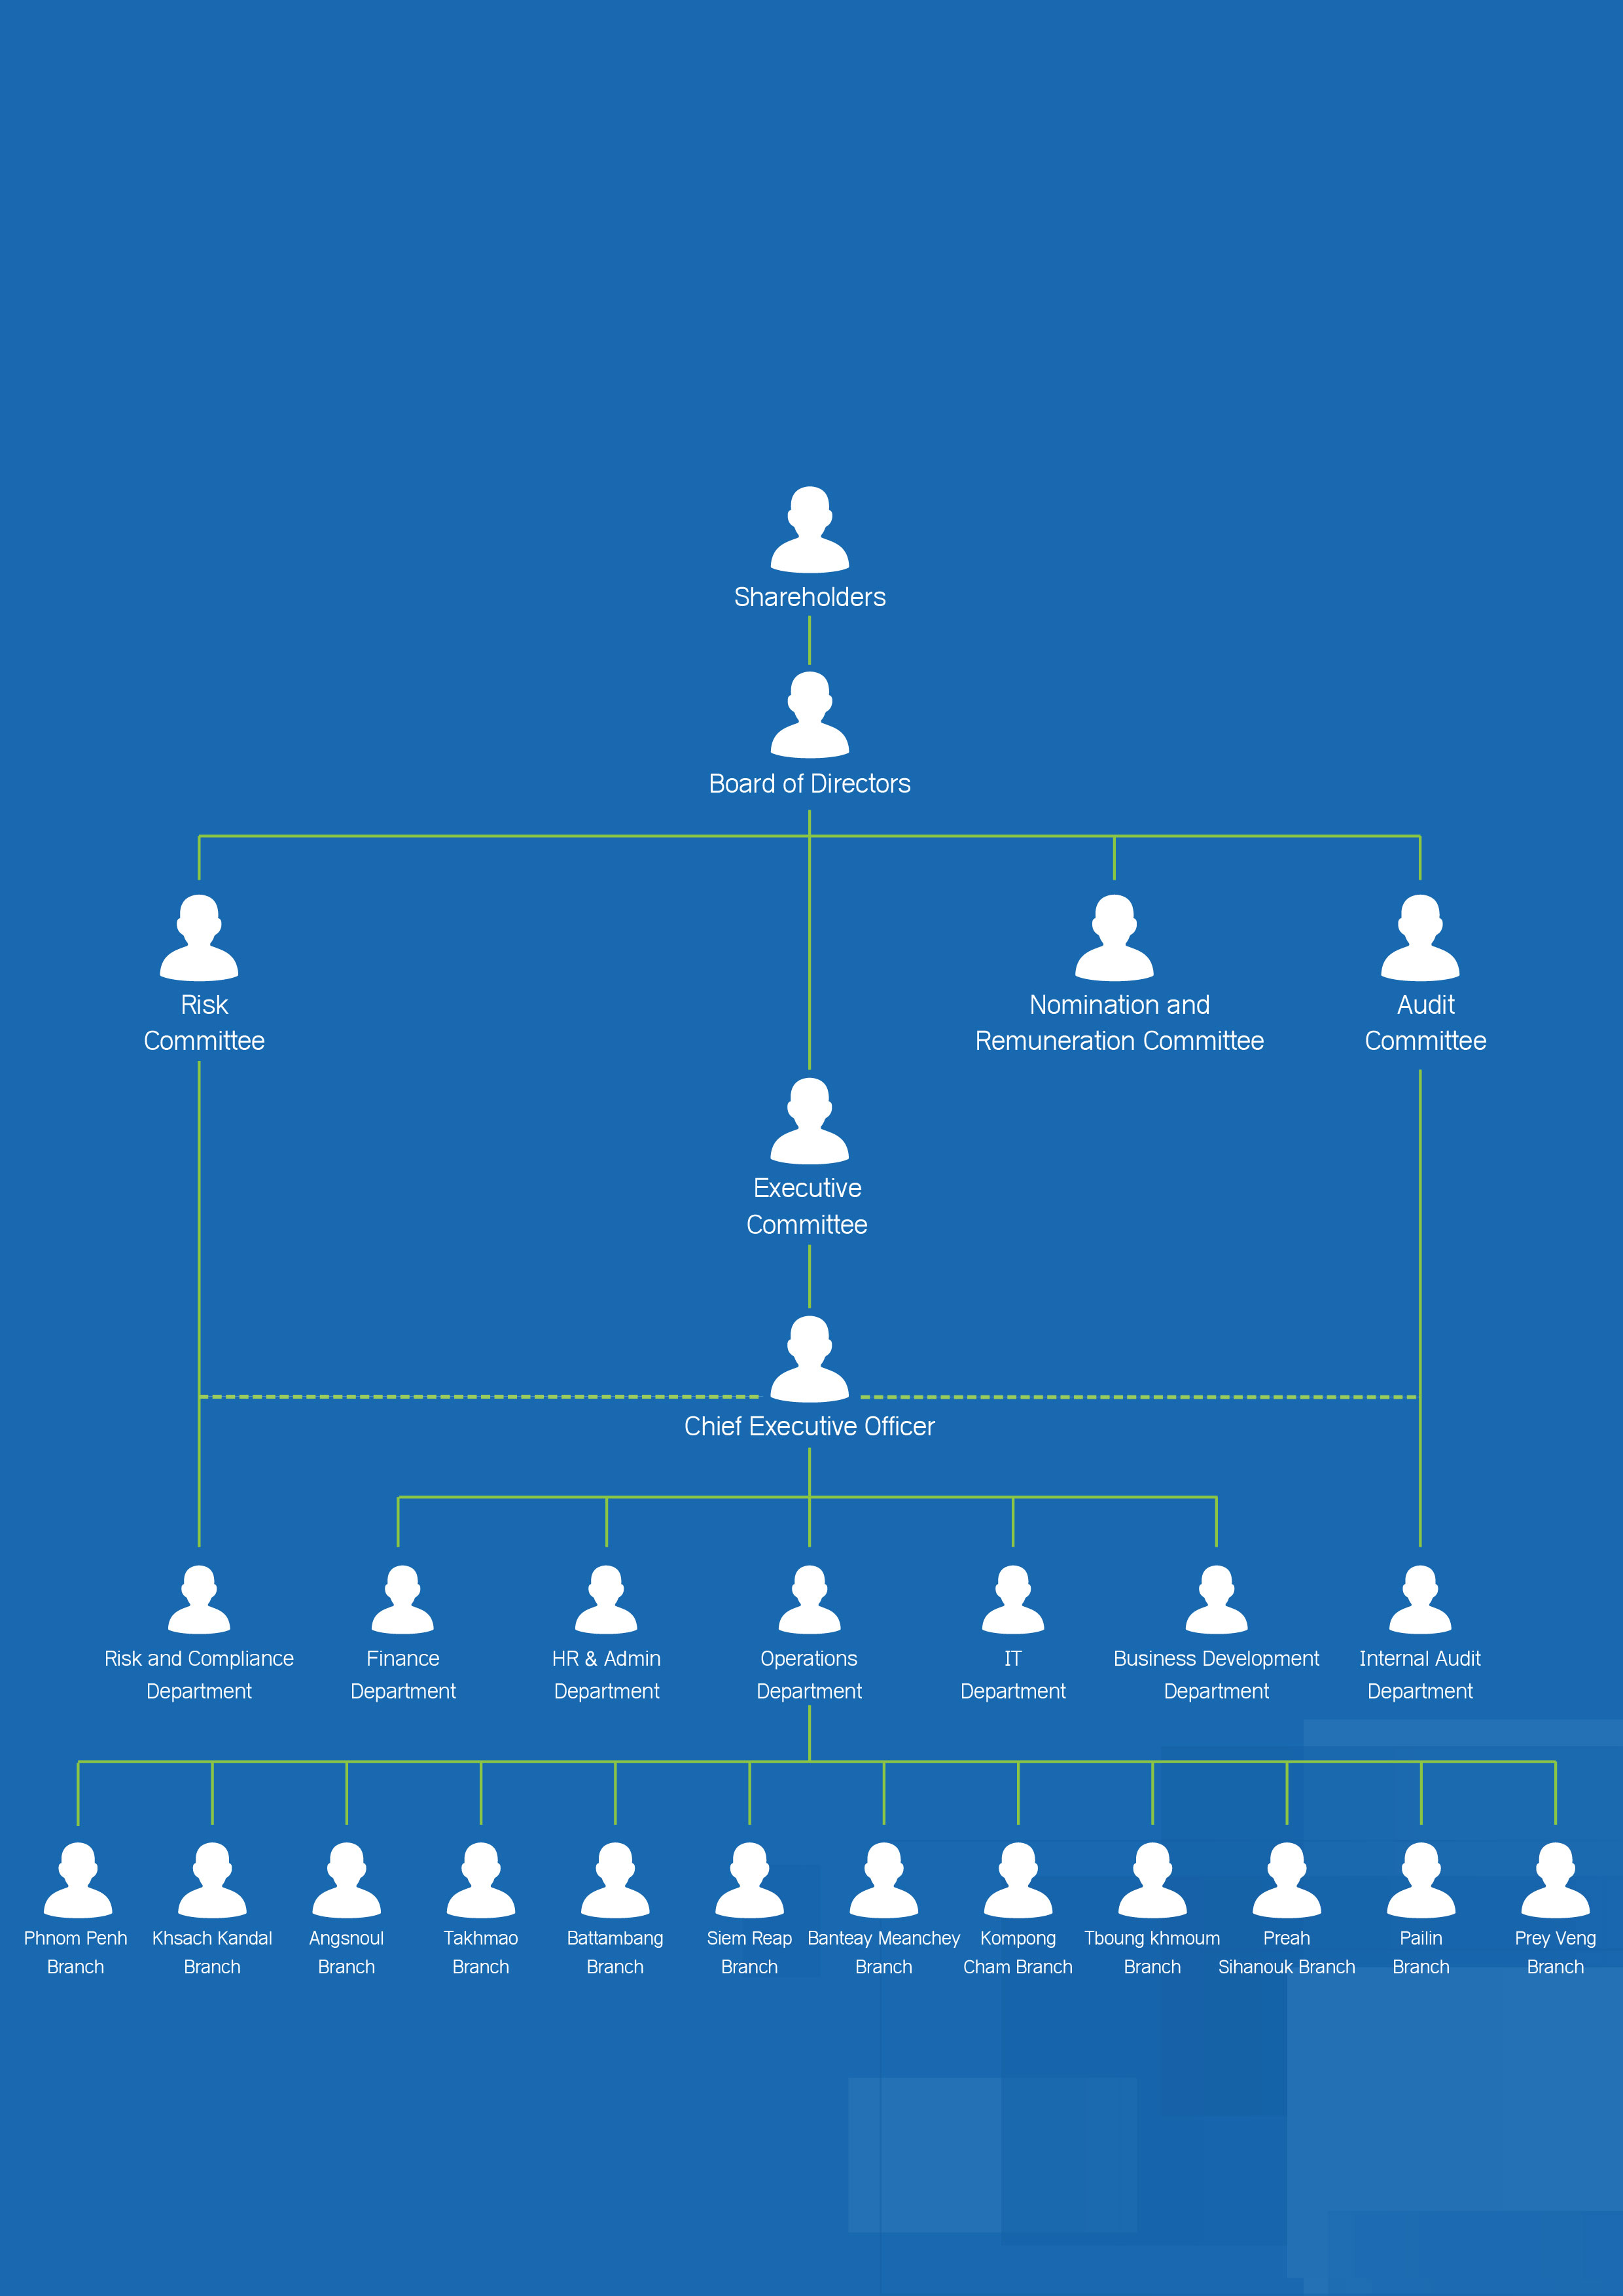 Shareholders
Board of Directors
Risk
Committee
Nomination and
Remuneration Committee
Audit
Committee
Executive
Committee
Chief Executive Officer
Risk and Compliance
Department
Finance
Department
HR & Admin
Department
Operations
Department
IT
Department
Business Development
Department
Internal Audit
Department
Phnom Penh
Branch
Khsach Kandal
Branch
Angsnoul
Branch
Takhmao
Branch
Battambang
Branch
Siem Reap
Branch
Banteay Meanchey
Branch
Kompong
Cham Branch
Tboung khmoum
Branch
Preah
Sihanouk Branch
Pailin
Branch
Prey Veng
Branch